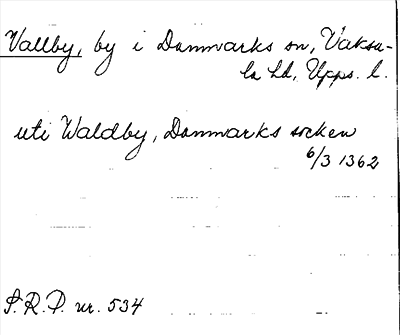 Vallby, by i Danmarks sn, Vaksa-
la hd, Upps. l.
uti Waldby, Danmarks socken
6/3 1362
S.R.P. nr. 534